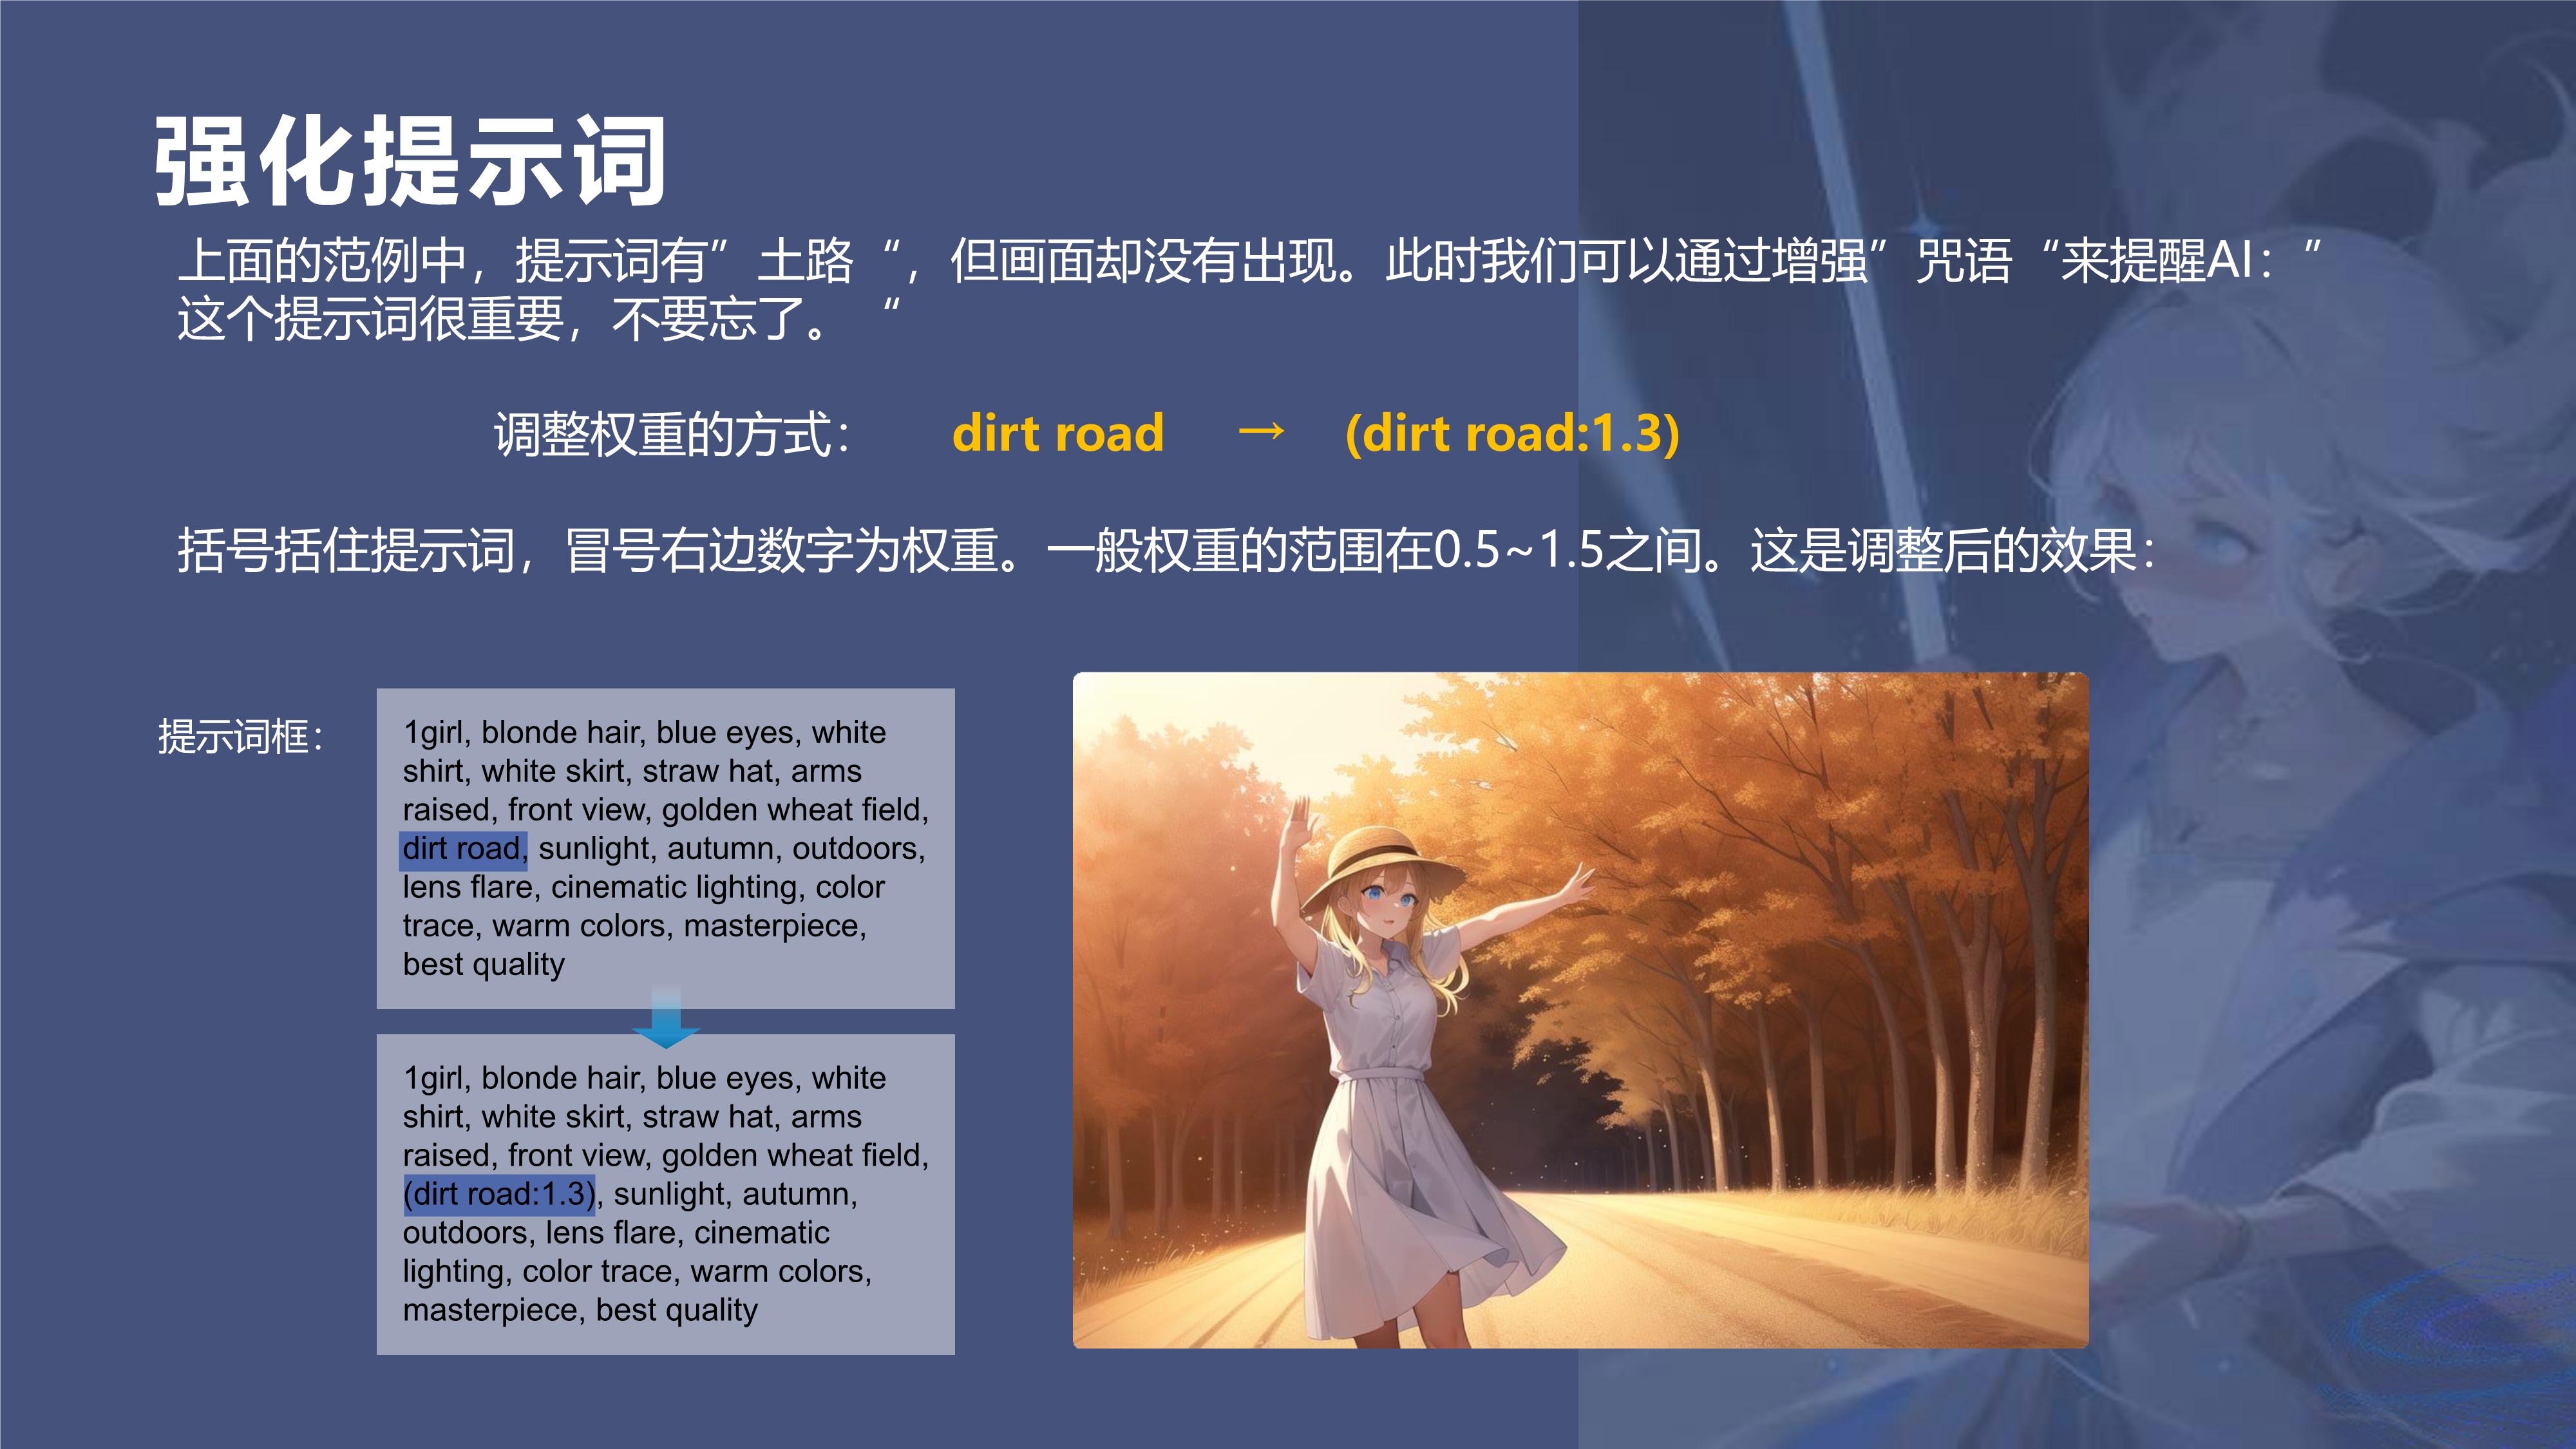 强化提示词
上面的范例中，提示词有”土路“，但画面却没有出现。此时我们可以通过增强”咒语“来提醒AI：”
这个提示词很重要，不要忘了。“
调整权重的方式： dirt road → (dirt road:1.3)
括号括住提示词，冒号右边数字为权重。一般权重的范围在0.5~1.5之间。这是调整后的效果：
提示词框：
1girl, blonde hair, blue eyes, white
shirt, white skirt, straw hat, arms
raised, front view, golden wheat field,
dirt road, sunlight, autumn, outdoors,
lens flare, cinematic lighting, color
trace, warm colors, masterpiece,
best quality
1girl, blonde hair, blue eyes, white
shirt, white skirt, straw hat, arms
raised, front view, golden wheat field,
(dirt road:1.3), sunlight, autumn,
outdoors, lens flare, cinematic
lighting, color trace, warm colors,
masterpiece, best quality